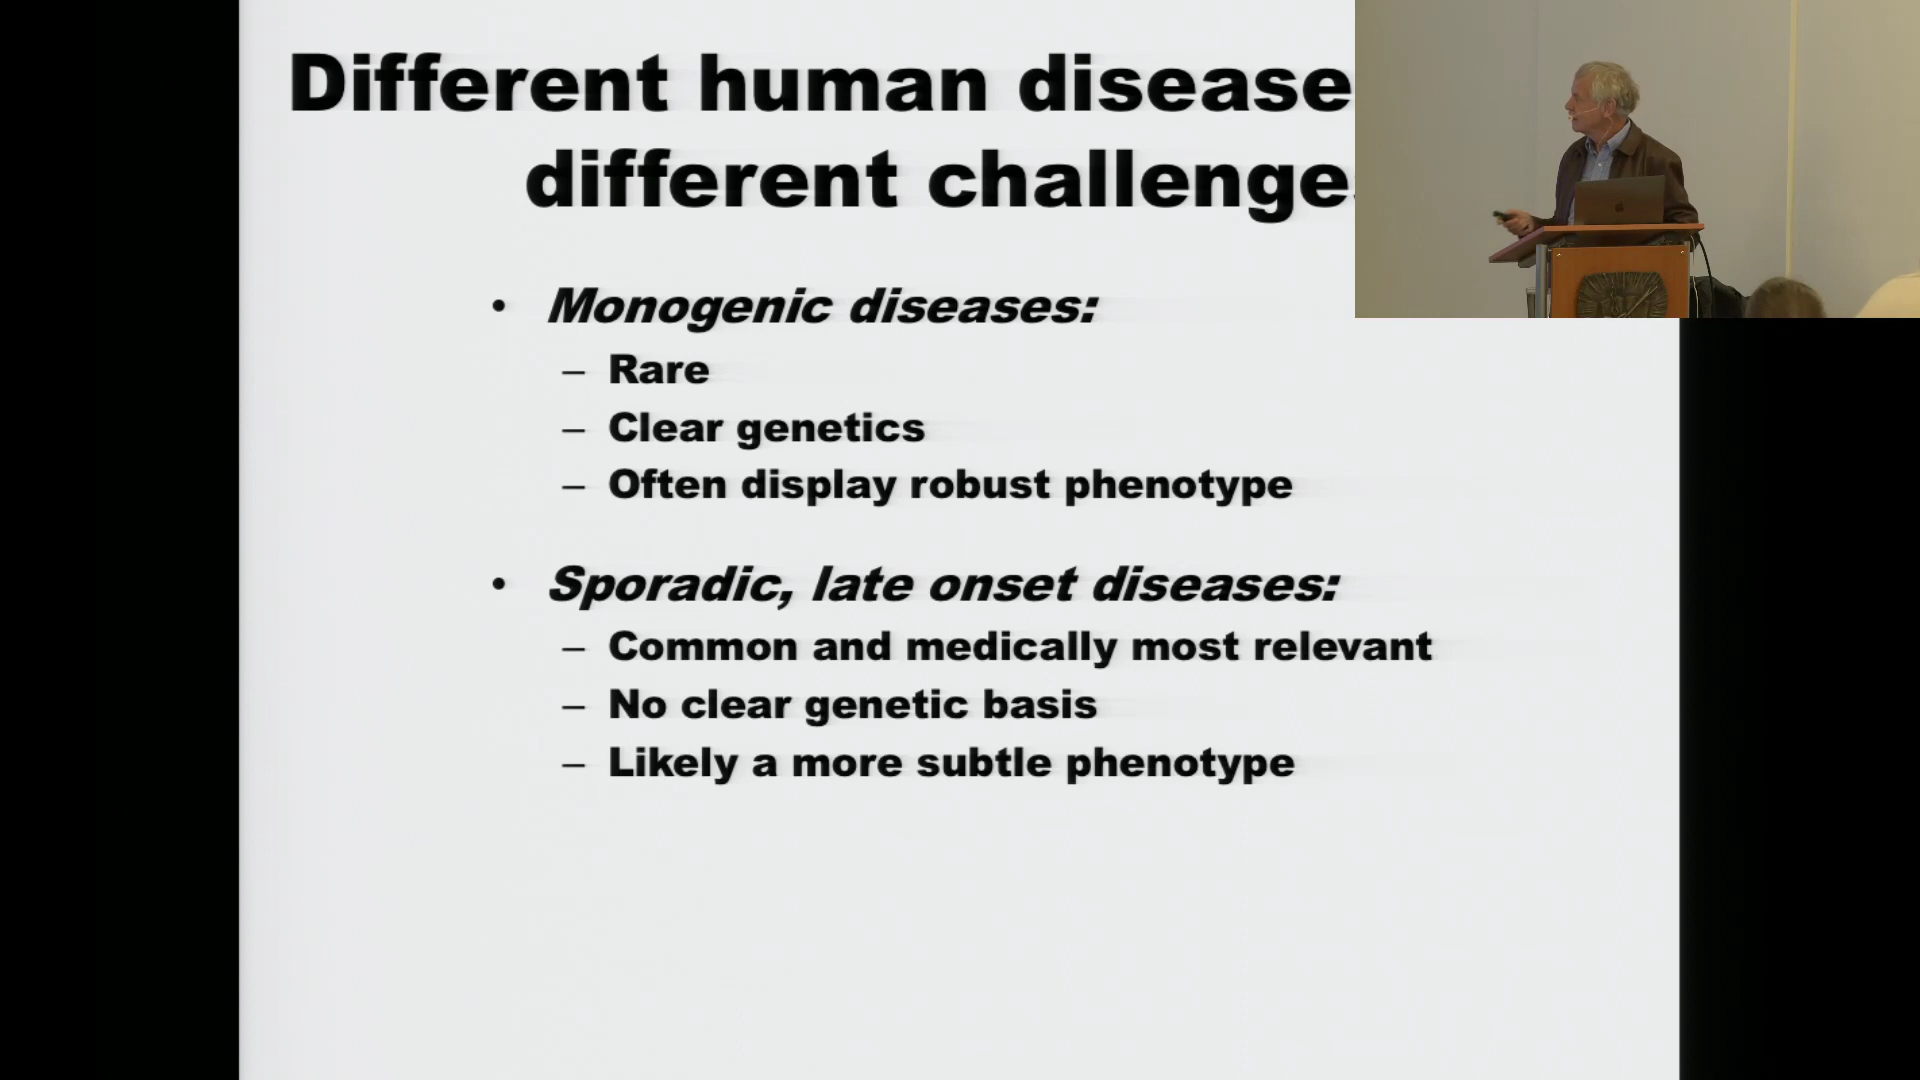 Different human disease
different challenge
• Monogenic diseases:
– Rare
– Clear genetics
– Often display robust phenotype
• Sporadic, late onset diseases:
– Common and medically most relevant
– No clear genetic basis
– Likely a more subtle phenotype